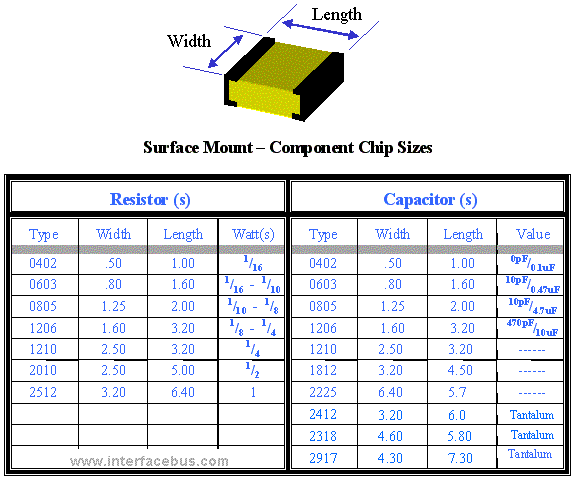 Length
Width
Surface Mount – Component Chip Sizes
Resistor (s) Capacitor (s)
Type Width Length Watt(s) Type Width Length Value
0402 .50 1.00 1/16 0402 .50 1.00 0pF/0.1uF
0603 .80 1.60 1/16 - 1/10 0603 .80 1.60 10pF/0.47uF
0805 1.25 2.00 1/10 - 1/8 0805 1.25 2.00 10pF/4.7uF
1206 1.60 3.20 1/8 - 1/4 1206 1.60 3.20 470pF/10uF
1210 2.50 3.20 1/4 1210 2.50 3.20 ------
2010 2.50 5.00 1/2 1812 3.20 4.50 ------
2512 3.20 6.40 1 2225 6.40 5.7 ------
2412 3.20 6.0 Tantalum
2318 4.60 5.80 Tantalum
www.interfacebus.com 2917 4.30 7.30 Tantalum